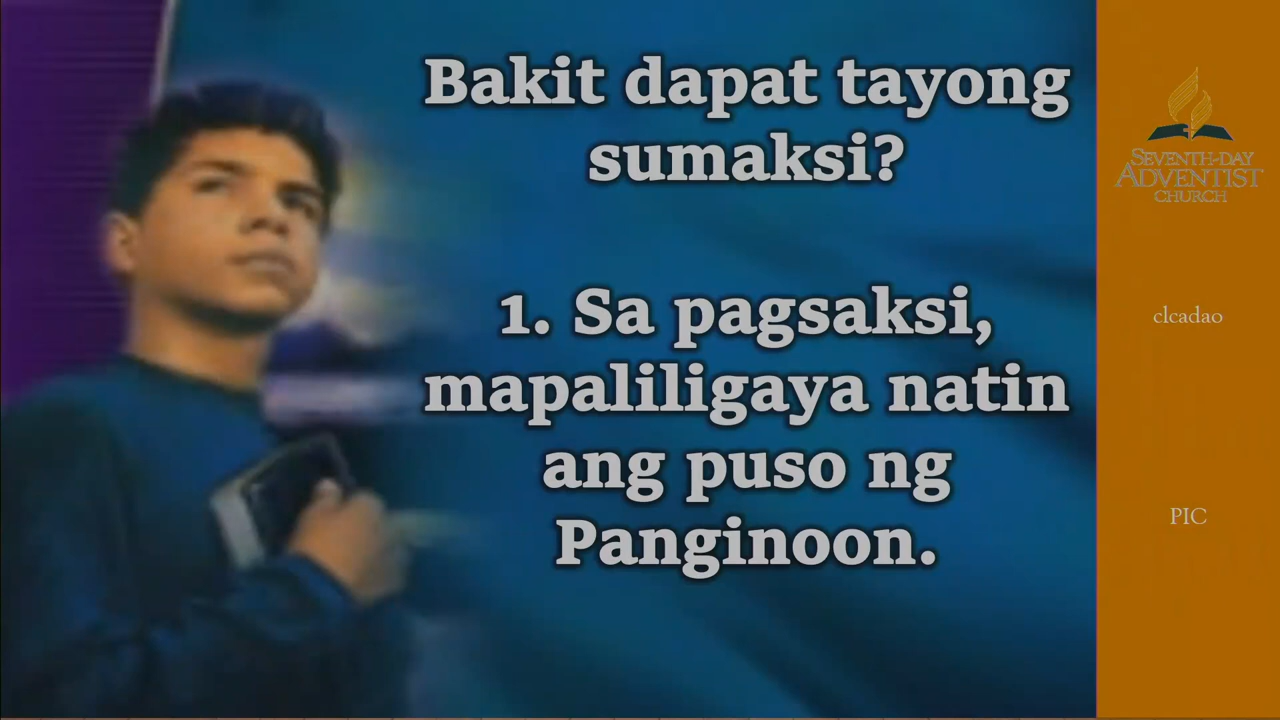 Bakit dapat tayong
sumaksi?
1. Sa pagsaksi,
mapaliligaya natin
ang puso ng
Panginoon.
SEVENTH-DAY
ADVENTIST
CHURCH
clcadao
PIC